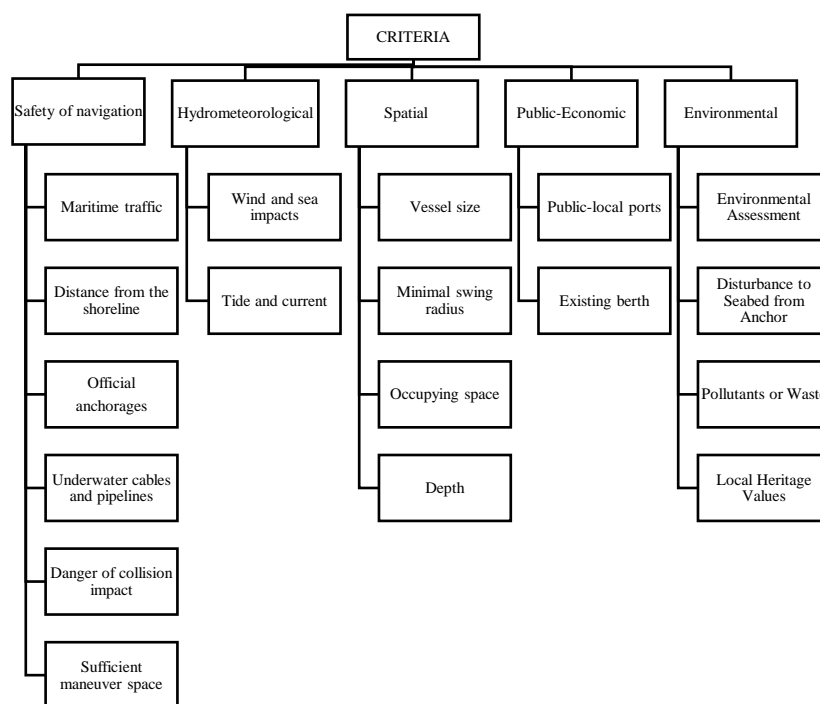 CRITERIA
Safety of navigation
Hydrometeorological
Spatial
Public-Economic
Environmental
Maritime traffic
Distance from the
shoreline
Official
anchorages
Underwater cables
and pipelines
Danger of collision
impact
Sufficient
maneuver space
Wind and sea
impacts
Tide and current
Vessel size
Minimal swing
radius
Occupying space
Depth
Public-local ports
Existing berth
Environmental
Assessment
Disturbance to
Seabed from
Anchor
Pollutants or Waste
Local Heritage
Values